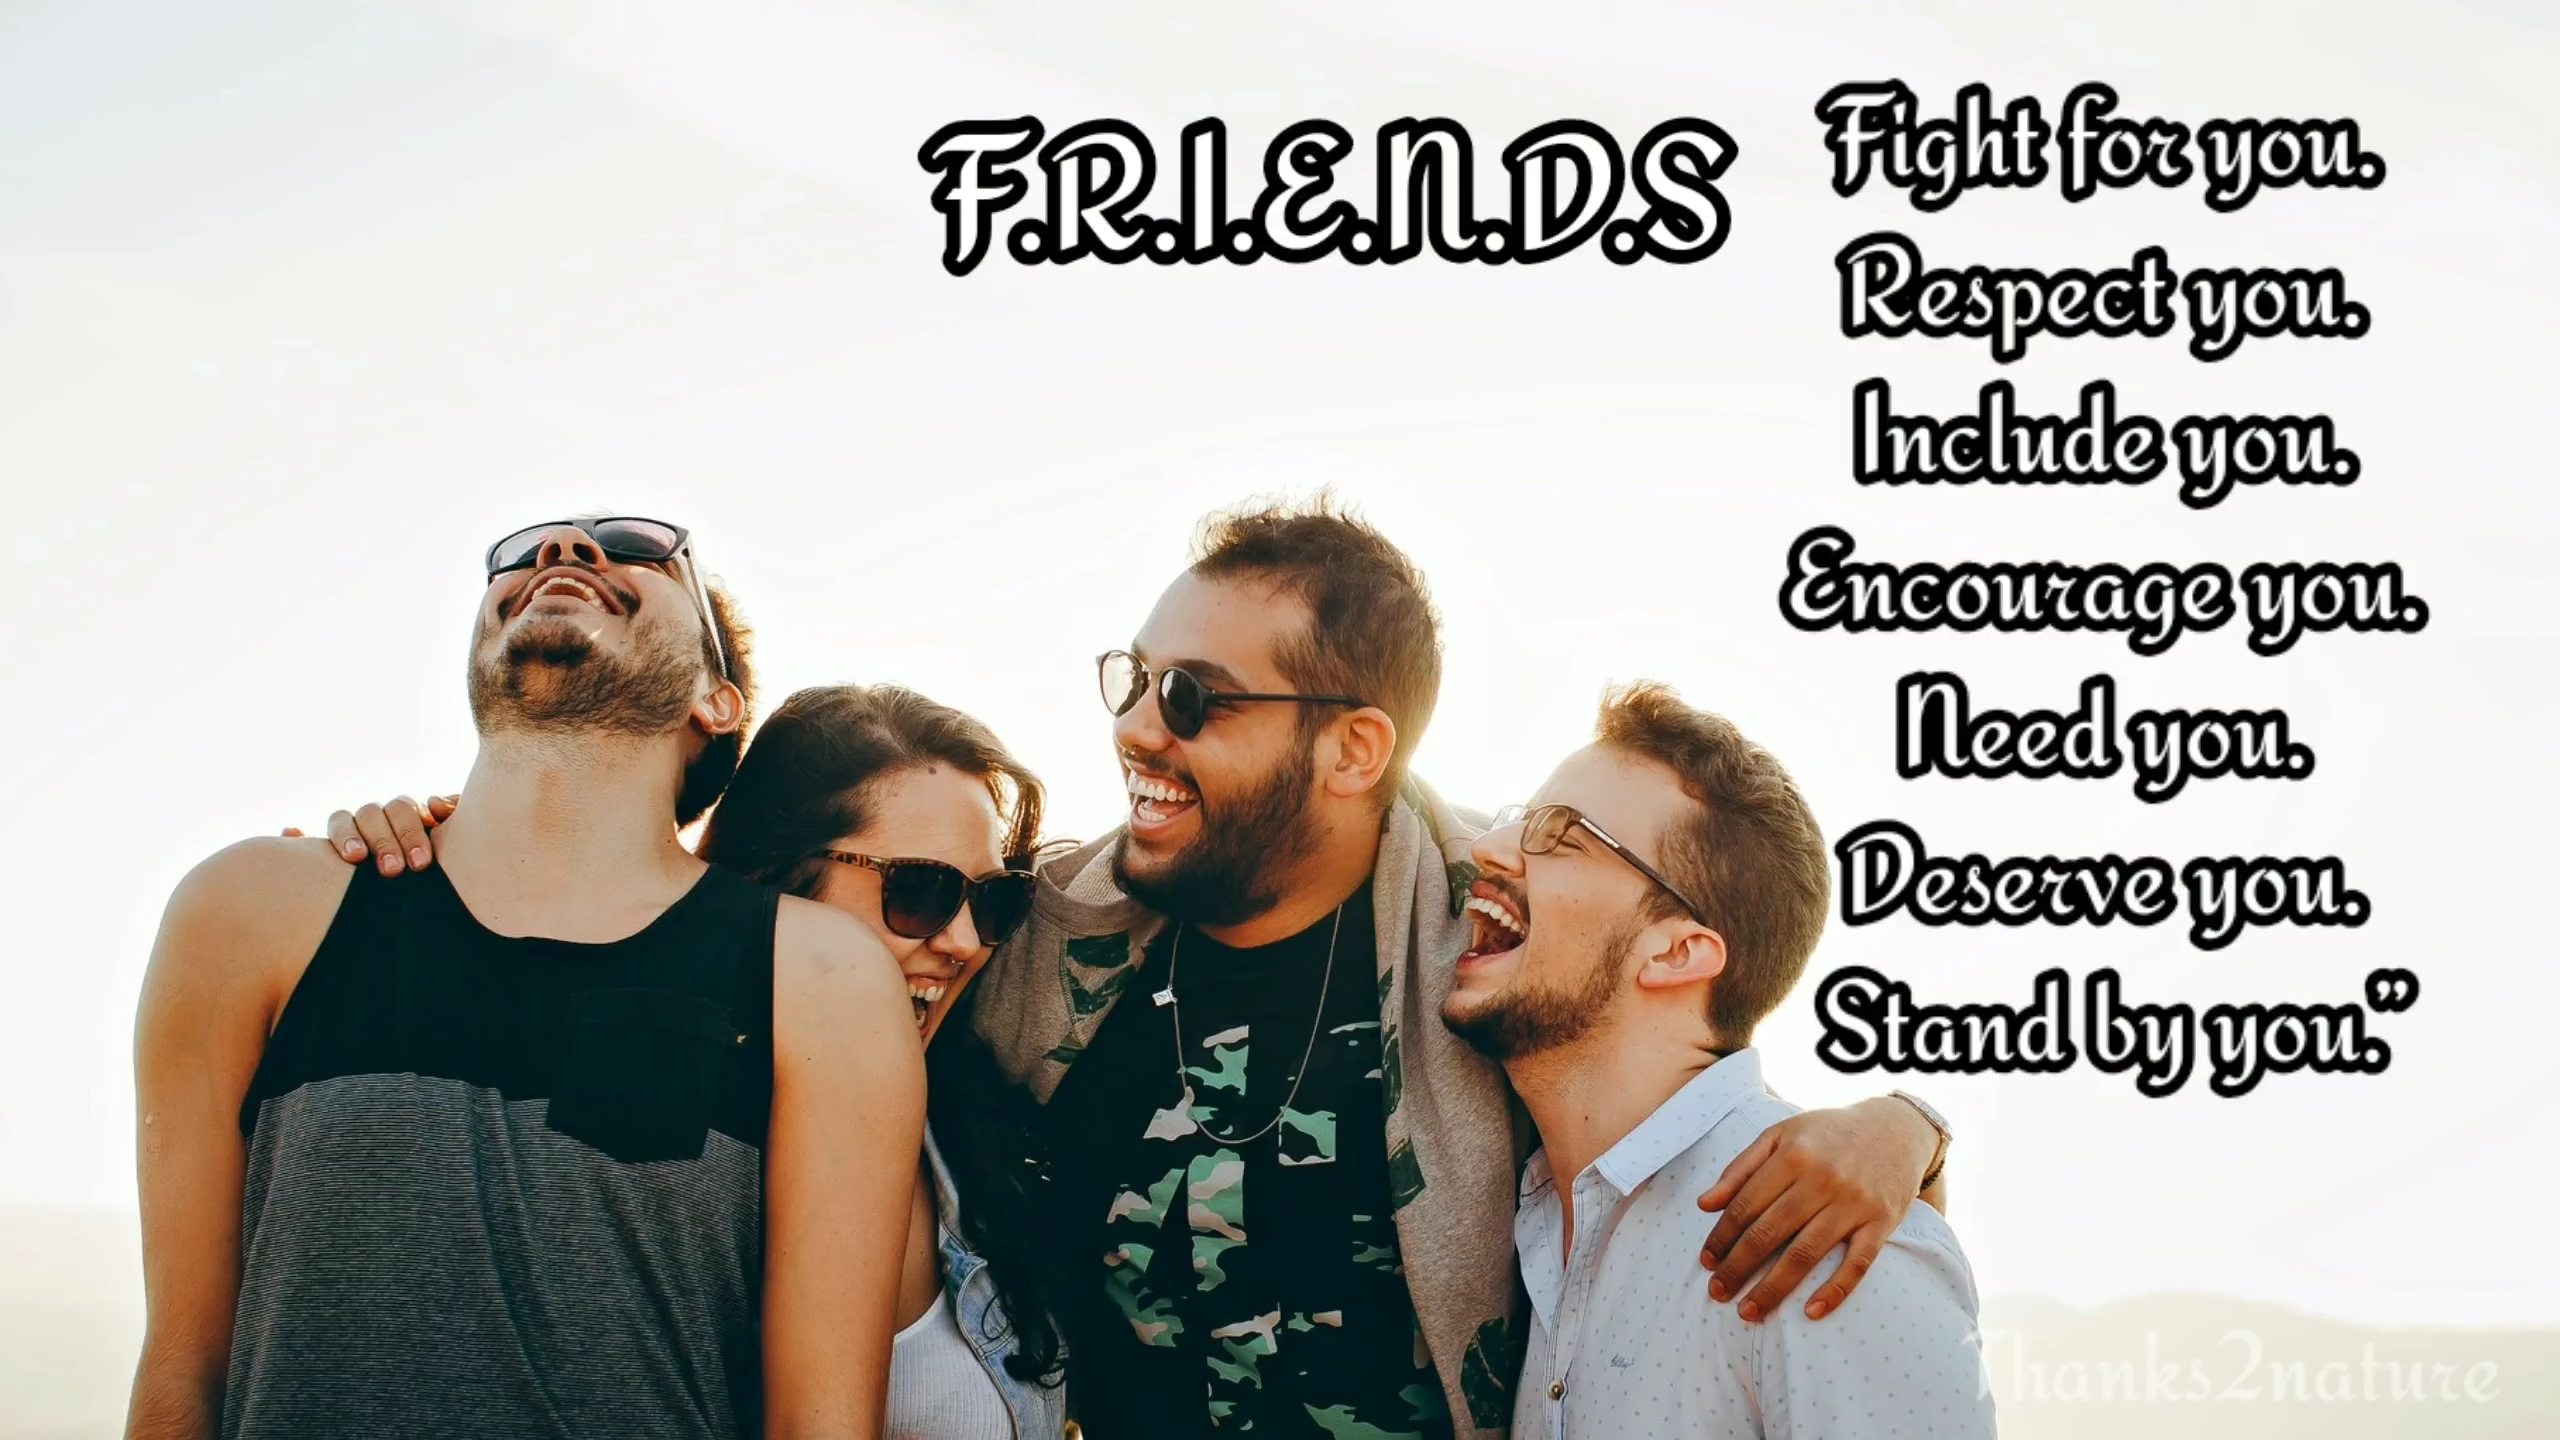 F.R.I.E.N.D.S
Fight for you.
Respect you.
Include you.
Encourage you.
Need you.
Deserve you.
Stand by you.”
Thanks2nature